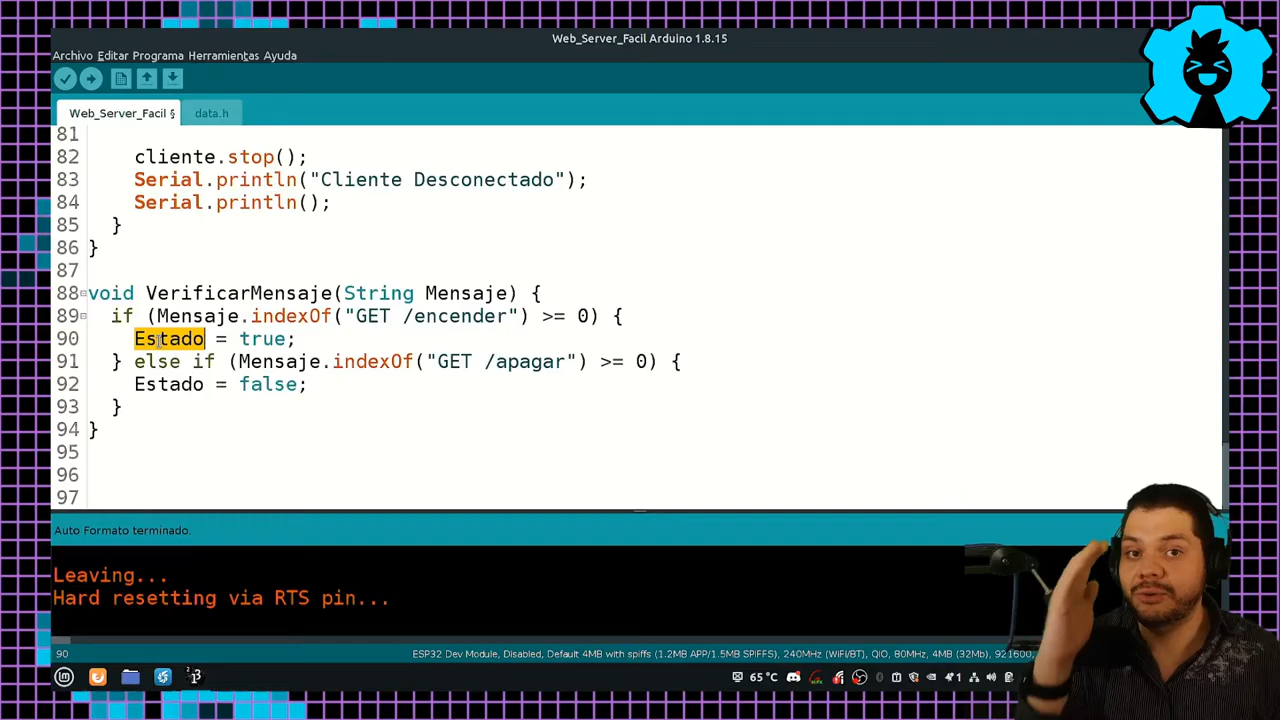 Web_Server_Facil Arduino 1.8.15
Archivo Editar Programa Herramientas Ayuda
Web_Server_Facil § data.h
81
82 cliente.stop();
83 Serial.println("Cliente Desconectado");
84 Serial.println();
85 }
86 }
87
88 void VerificarMensaje(String Mensaje) {
89 if (Mensaje.indexOf("GET /encender") >= 0) {
90 Estado = true;
91 } else if (Mensaje.indexOf("GET /apagar") >= 0) {
92 Estado = false;
93 }
94 }
95
96
97
Auto Formato terminado.
Leaving...
Hard resetting via RTS pin...
90 ESP32 Dev Module, Disabled, Default 4MB with spiffs (1.2MB APP/1.5MB SPIFFS), 240MHz (WiFi/BT), QIO, 80MHz, 4MB (32Mb), 921600,
65°C 1